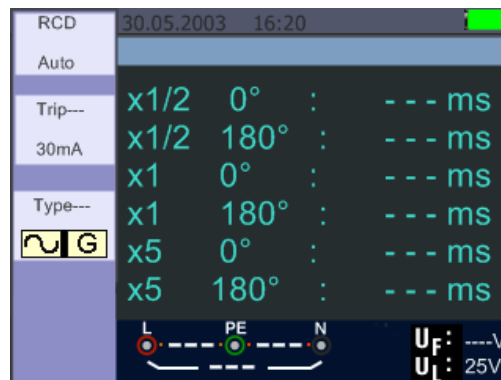 RCD
Auto
Trip---
30mA
Type---
G
30.05.2003 16:20
x1/2 0° : --- ms
x1/2 180° : --- ms
x1 0° : --- ms
x1 180° : --- ms
x5 0° : --- ms
x5 180° : --- ms
L PE N
UF: ----V
UL: 25V